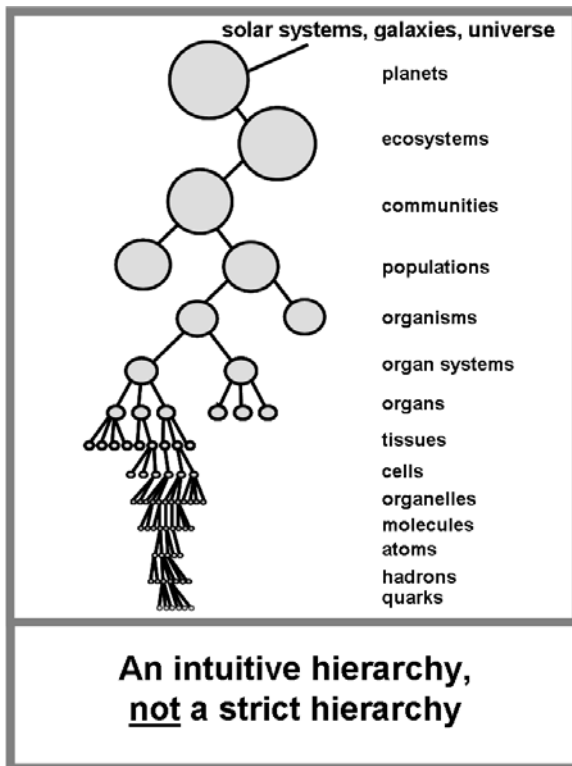 solar systems, galaxies, universe
planets
ecosystems
communities
populations
organisms
organ systems
organs
tissues
cells
organelles
molecules
atoms
hadrons
quarks
An intuitive hierarchy,
not a strict hierarchy